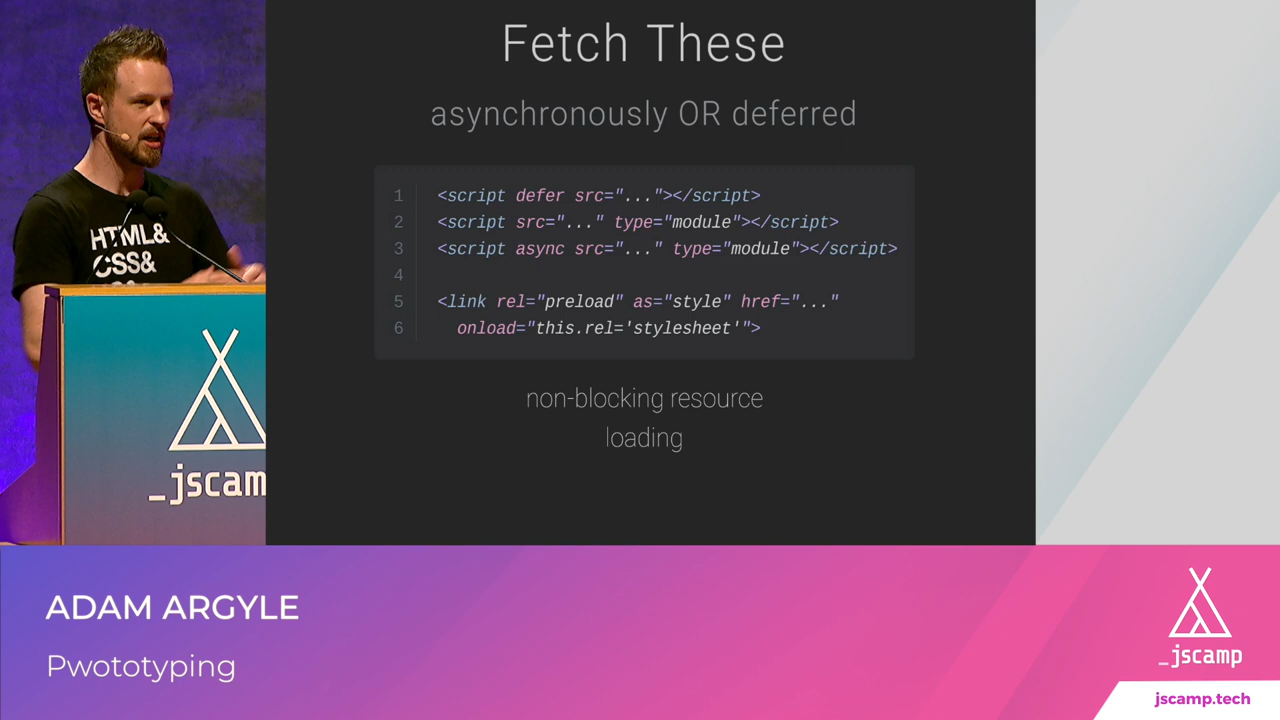 Fetch These
asynchronously OR deferred
1 <script defer src="..."></script>
2 <script src="..." type="module"></script>
3 <script async src="..." type="module"></script>
4
5 <link rel="preload" as="style" href="..."
6 onload="this.rel='stylesheet'">
non-blocking resource
loading
HTML&
CSS&
_jscamp
ADAM ARGYLE
Pwototyping
_jscamp
jscamp.tech